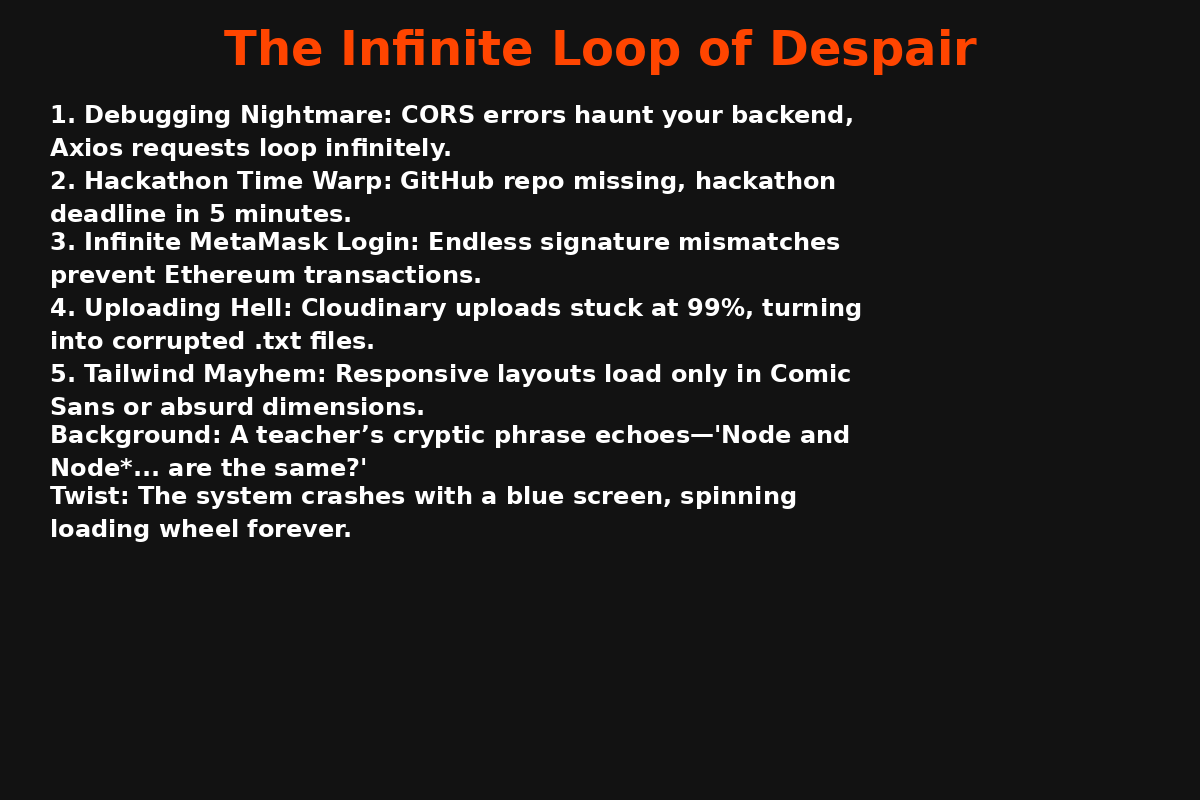 The Infinite Loop of Despair
1. Debugging Nightmare: CORS errors haunt your backend,
Axios requests loop infinitely.
2. Hackathon Time Warp: GitHub repo missing, hackathon
deadline in 5 minutes.
3. Infinite MetaMask Login: Endless signature mismatches
prevent Ethereum transactions.
4. Uploading Hell: Cloudinary uploads stuck at 99%, turning
into corrupted .txt files.
5. Tailwind Mayhem: Responsive layouts load only in Comic
Sans or absurd dimensions.
Background: A teacher’s cryptic phrase echoes—'Node and
Node*... are the same?'
Twist: The system crashes with a blue screen, spinning
loading wheel forever.